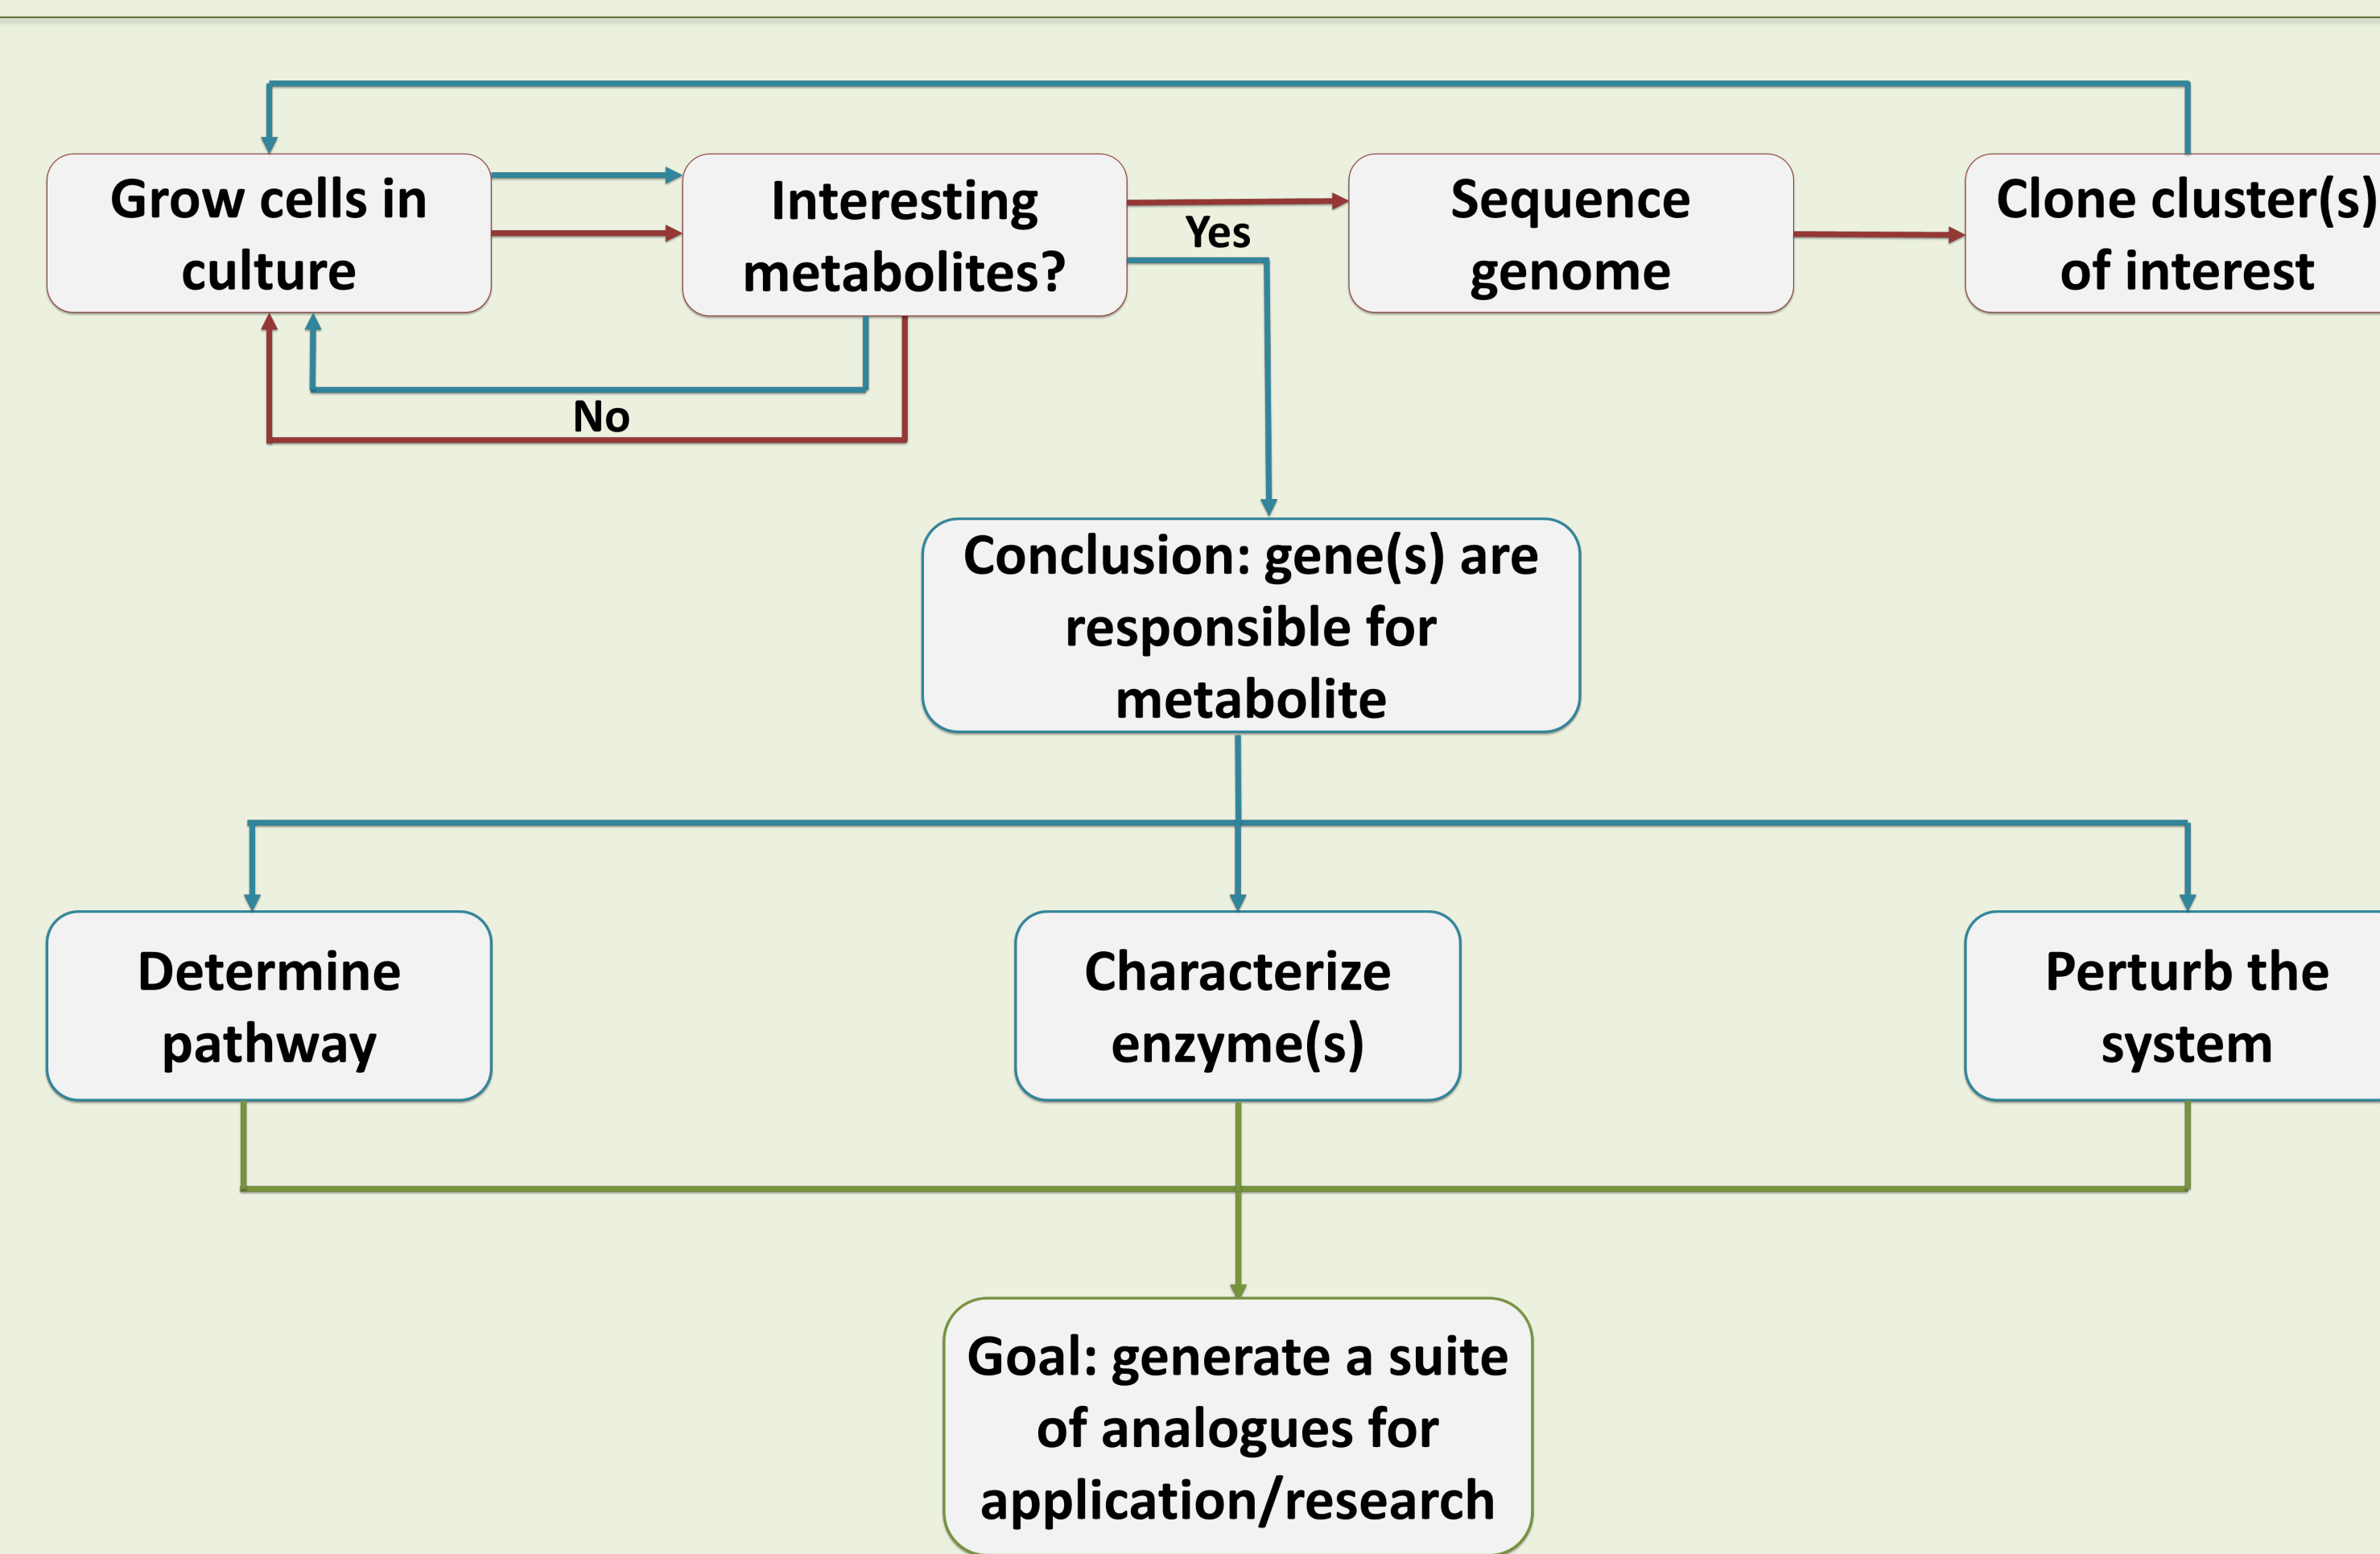 Grow cells in
culture
Interesting
metabolites?
Yes
Sequence
genome
Clone cluster(s)
of interest
No
Conclusion: gene(s) are
responsible for
metabolite
Determine
pathway
Characterize
enzyme(s)
Perturb the
system
Goal: generate a suite
of analogues for
application/research